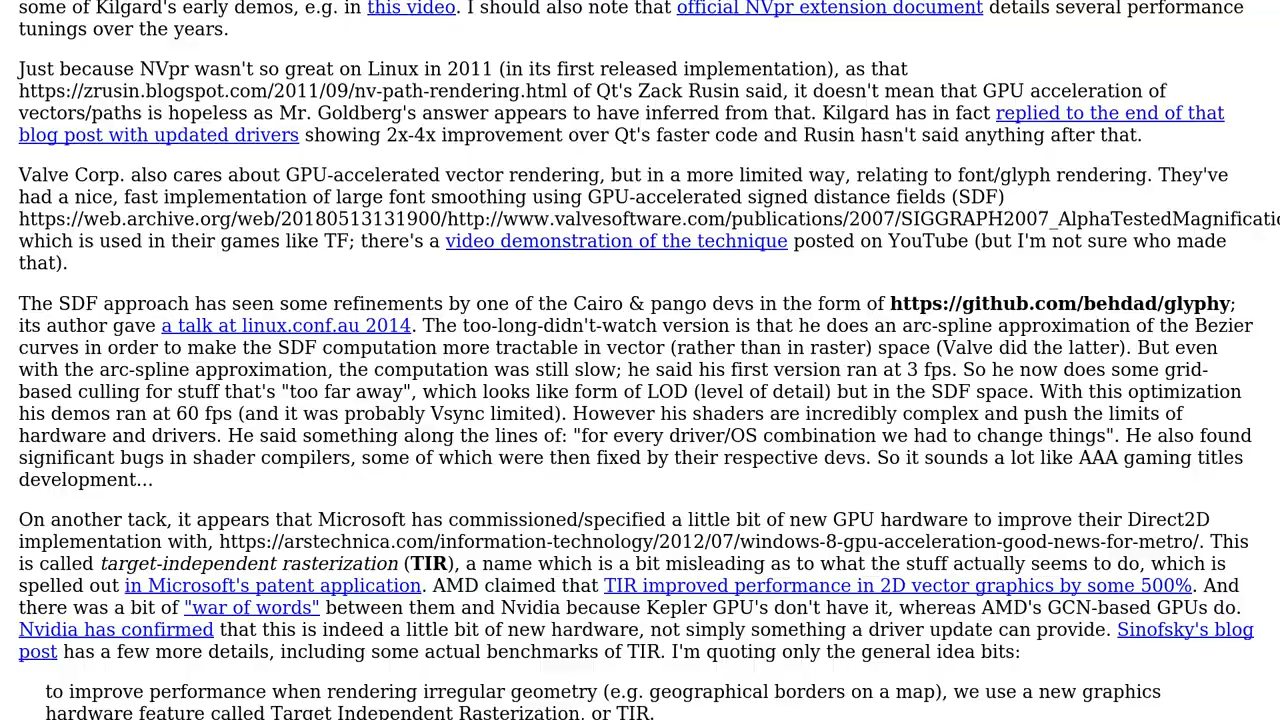 some of Kilgard's early demos, e.g. in this video. I should also note that official NVpr extension document details several performance
tunings over the years.
Just because NVpr wasn't so great on Linux in 2011 (in its first released implementation), as that
https://zrusin.blogspot.com/2011/09/nv-path-rendering.html of Qt's Zack Rusin said, it doesn't mean that GPU acceleration of
vectors/paths is hopeless as Mr. Goldberg's answer appears to have inferred from that. Kilgard has in fact replied to the end of that
blog post with updated drivers showing 2x-4x improvement over Qt's faster code and Rusin hasn't said anything after that.
Valve Corp. also cares about GPU-accelerated vector rendering, but in a more limited way, relating to font/glyph rendering. They've
had a nice, fast implementation of large font smoothing using GPU-accelerated signed distance fields (SDF)
https://web.archive.org/web/20180513131900/http://www.valvesoftware.com/publications/2007/SIGGRAPH2007_AlphaTestedMagnificatio
which is used in their games like TF; there's a video demonstration of the technique posted on YouTube (but I'm not sure who made
that).
The SDF approach has seen some refinements by one of the Cairo & pango devs in the form of https://github.com/behdad/glyphy;
its author gave a talk at linux.conf.au 2014. The too-long-didn't-watch version is that he does an arc-spline approximation of the Bezier
curves in order to make the SDF computation more tractable in vector (rather than in raster) space (Valve did the latter). But even
with the arc-spline approximation, the computation was still slow; he said his first version ran at 3 fps. So he now does some grid-
based culling for stuff that's "too far away", which looks like form of LOD (level of detail) but in the SDF space. With this optimization
his demos ran at 60 fps (and it was probably Vsync limited). However his shaders are incredibly complex and push the limits of
hardware and drivers. He said something along the lines of: "for every driver/OS combination we had to change things". He also found
significant bugs in shader compilers, some of which were then fixed by their respective devs. So it sounds a lot like AAA gaming titles
development...
On another tack, it appears that Microsoft has commissioned/specified a little bit of new GPU hardware to improve their Direct2D
implementation with, https://arstechnica.com/information-technology/2012/07/windows-8-gpu-acceleration-good-news-for-metro/. This
is called target-independent rasterization (TIR), a name which is a bit misleading as to what the stuff actually seems to do, which is
spelled out in Microsoft's patent application. AMD claimed that TIR improved performance in 2D vector graphics by some 500%. And
there was a bit of "war of words" between them and Nvidia because Kepler GPU's don't have it, whereas AMD's GCN-based GPUs do.
Nvidia has confirmed that this is indeed a little bit of new hardware, not simply something a driver update can provide. Sinofsky's blog
post has a few more details, including some actual benchmarks of TIR. I'm quoting only the general idea bits:
to improve performance when rendering irregular geometry (e.g. geographical borders on a map), we use a new graphics
hardware feature called Target Independent Rasterization, or TIR.